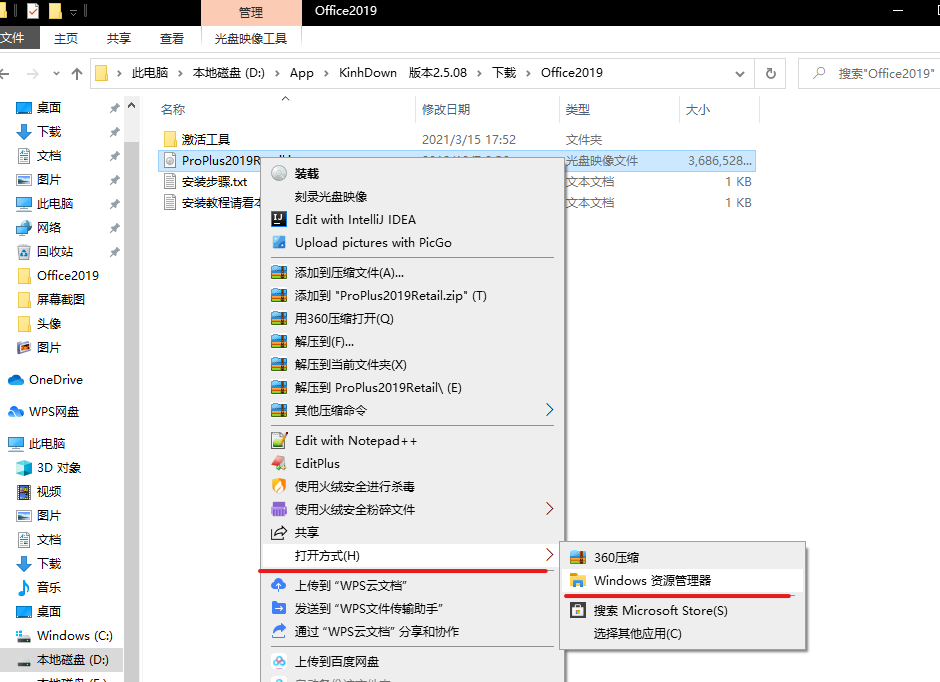 管理
Office2019
文件
主页
共享
查看
光盘映像工具
此电脑
本地磁盘 (D:)
App
KinhDown 版本2.5.08
下载
Office2019
搜索"Office2019"
名称
修改日期
类型
大小
激活工具
2021/3/15 17:52
文件夹
光盘映像文件
3,686,528...
安装步骤.txt
文本文档
1 KB
安装教程请看
文本文档
1 KB
桌面
下载
文档
图片
此电脑
网络
回收站
Office2019
屏幕截图
头像
图片
OneDrive
WPS网盘
此电脑
3D 对象
视频
图片
文档
下载
音乐
桌面
Windows (C:)
本地磁盘 (D:)
装载
刻录光盘映像
Edit with IntelliJ IDEA
Upload pictures with PicGo
添加到压缩文件(A)...
添加到 "ProPlus2019Retail.zip" (T)
用360压缩打开(Q)
解压到(F)...
解压到当前文件夹(X)
解压到 ProPlus2019Retail\ (E)
其他压缩命令
Edit with Notepad++
EditPlus
使用火绒安全进行杀毒
使用火绒安全粉碎文件
共享
打开方式(H)
上传到 “WPS云文档”
发送到 “WPS文件传输助手”
通过 “WPS云文档” 分享和协作
上传到百度网盘
360压缩
Windows 资源管理器
搜索 Microsoft Store(S)
选择其他应用(C)